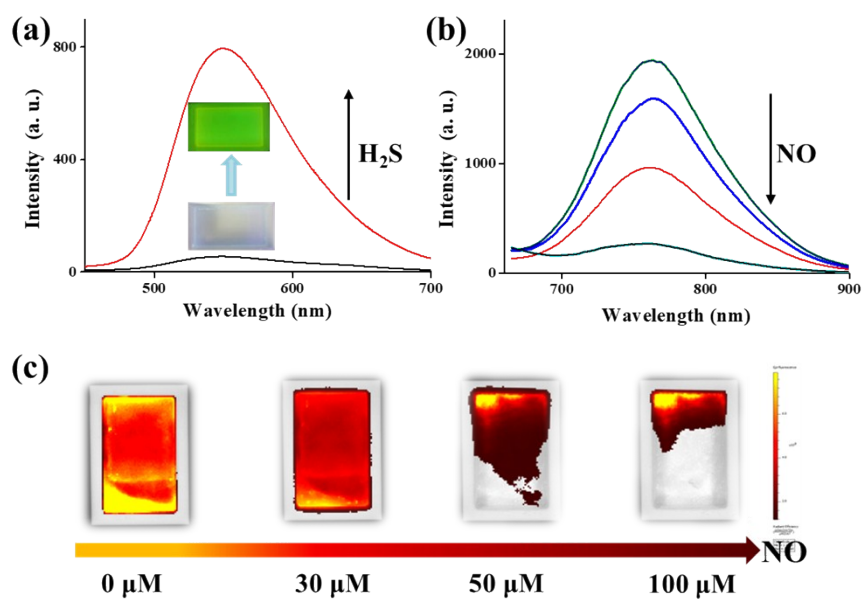 (a)
800
400
0
Intensity (a. u.)
H₂S
500
600
700
Wavelength (nm)
(b)
2000
1000
0
Intensity (a. u.)
NO
700
800
900
Wavelength (nm)
(c)
NO
0 μM
30 μM
50 μM
100 μM